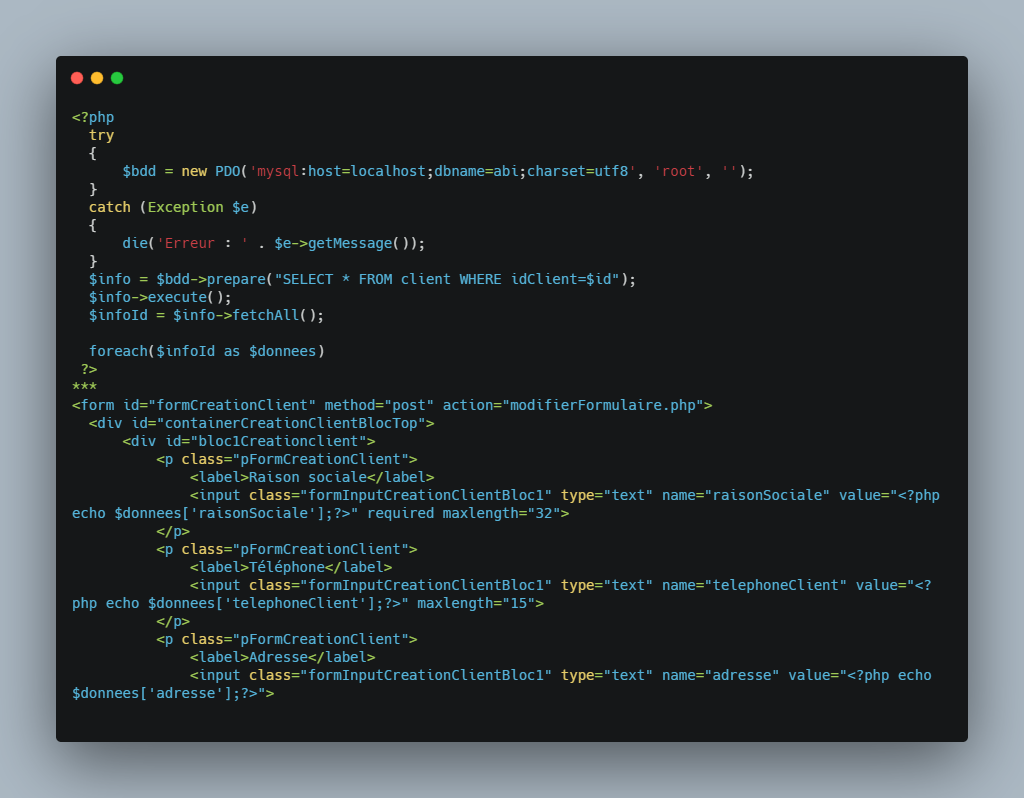 <?php
  try
  {
      $bdd = new PDO('mysql:host=localhost;dbname=abi;charset=utf8', 'root', '');
  }
  catch (Exception $e)
  {
      die('Erreur : ' . $e->getMessage());
  }
  $info = $bdd->prepare("SELECT * FROM client WHERE idClient=$id");
  $info->execute();
  $infoId = $info->fetchAll();

  foreach($infoId as $donnees)
 ?>
***
<form id="formCreationClient" method="post" action="modifierFormulaire.php">
  <div id="containerCreationClientBlocTop">
      <div id="bloc1Creationclient">
          <p class="pFormCreationClient">
              <label>Raison sociale</label>
              <input class="formInputCreationClientBloc1" type="text" name="raisonSociale" value="<?php
echo $donnees['raisonSociale'];?>" required maxlength="32">
          </p>
          <p class="pFormCreationClient">
              <label>Téléphone</label>
              <input class="formInputCreationClientBloc1" type="text" name="telephoneClient" value="<?
php echo $donnees['telephoneClient'];?>" maxlength="15">
          </p>
          <p class="pFormCreationClient">
              <label>Adresse</label>
              <input class="formInputCreationClientBloc1" type="text" name="adresse" value="<?php echo
$donnees['adresse'];?>">